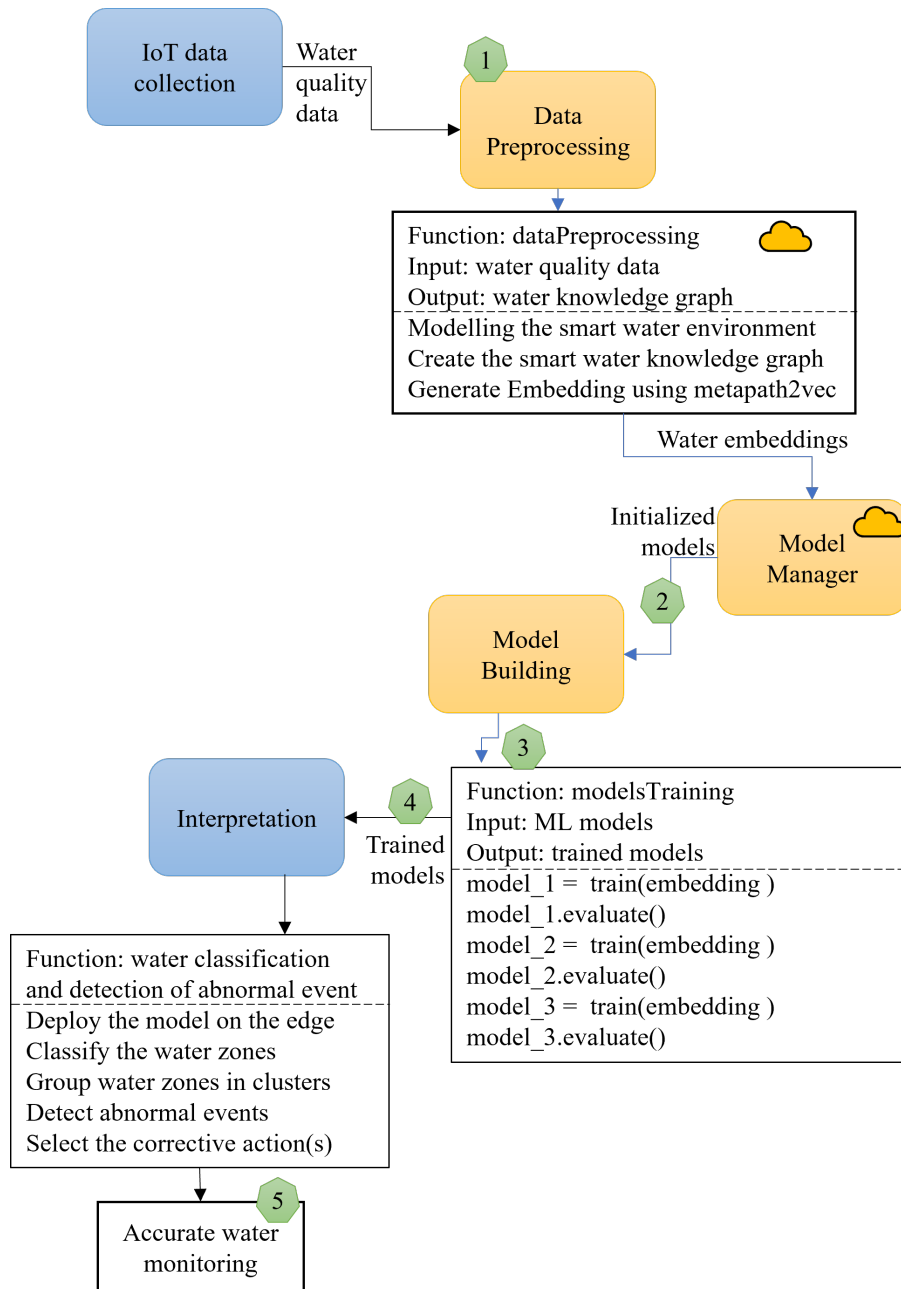 IoT data
collection
Water
quality
data
1
Data
Preprocessing
Function: dataPreprocessing
Input: water quality data
Output: water knowledge graph
Modelling the smart water environment
Create the smart water knowledge graph
Generate Embedding using metapath2vec
Water embeddings
Initialized
models
Model
Manager
2
Model
Building
3
Function: modelsTraining
Input: ML models
Output: trained models
model_1 = train(embedding )
model_1.evaluate()
model_2 = train(embedding )
model_2.evaluate()
model_3 = train(embedding )
model_3.evaluate()
4
Trained
models
Interpretation
Function: water classification
and detection of abnormal event
Deploy the model on the edge
Classify the water zones
Group water zones in clusters
Detect abnormal events
Select the corrective action(s)
5
Accurate water
monitoring